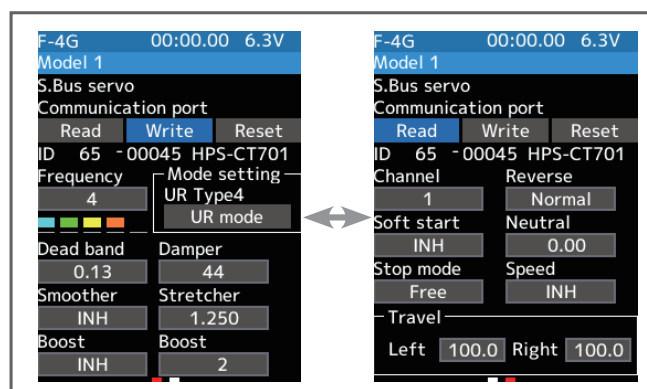 F-4G 00:00.00 6.3V
Model 1
S.Bus servo
Communication port
Read Write Reset
ID 65 -00045 HPS-CT701
Frequency Mode setting
4 UR Type4
UR mode
Dead band Damper
0.13 44
Smoother Stretcher
INH 1.250
Boost Boost
INH 2
F-4G 00:00.00 6.3V
Model 1
S.Bus servo
Communication port
Read Write Reset
ID 65 -00045 HPS-CT701
Channel Reverse
1 Normal
Soft start Neutral
INH 0.00
Stop mode Speed
Free INH
Travel
Left 100.0 Right 100.0